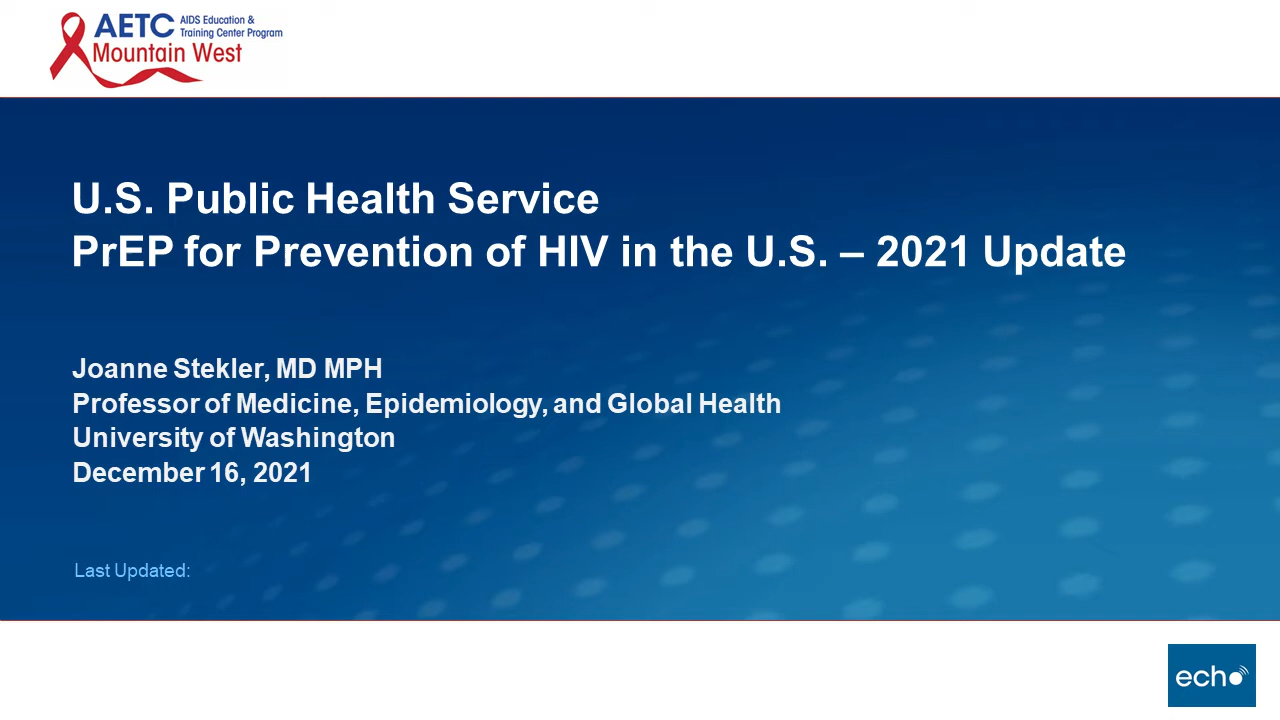 AETC AIDS Education &
Training Center Program
Mountain West
U.S. Public Health Service
PrEP for Prevention of HIV in the U.S. – 2021 Update
Joanne Stekler, MD MPH
Professor of Medicine, Epidemiology, and Global Health
University of Washington
December 16, 2021
Last Updated:
echo